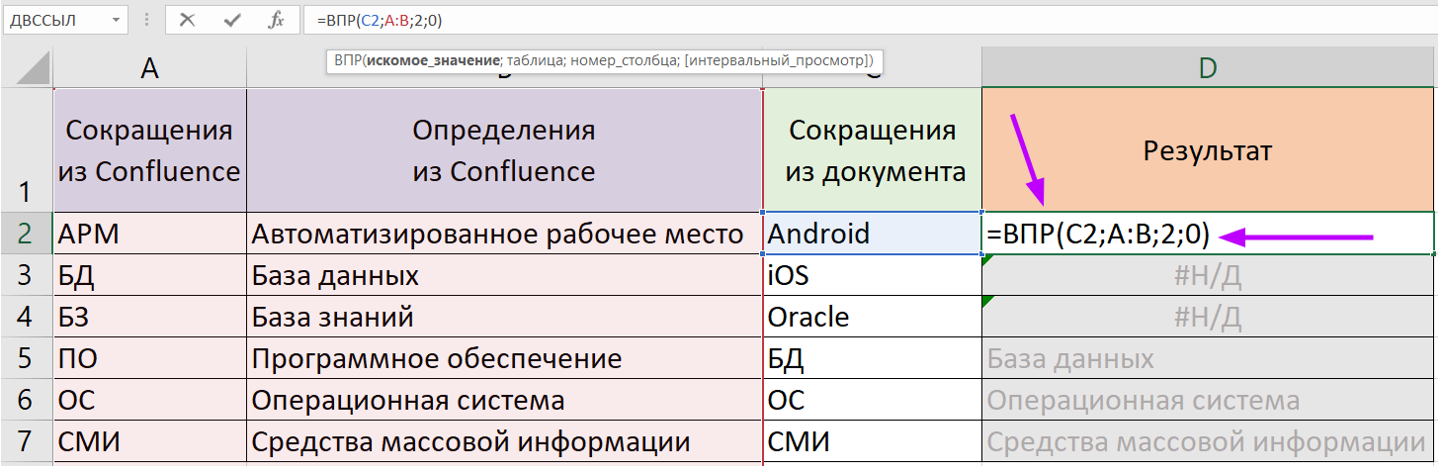 ДВССЫЛ
=ВПР(C2;A:B;2;0)
ВПР(искомое_значение; таблица; номер_столбца; [интервальный_просмотр])
A D
1 Сокращения из Confluence Определения из Confluence Сокращения из документа Результат
2 АРМ Автоматизированное рабочее место Android =ВПР(C2;A:B;2;0)
3 БД База данных iOS #Н/Д
4 БЗ База знаний Oracle #Н/Д
5 ПО Программное обеспечение БД База данных
6 ОС Операционная система ОС Операционная система
7 СМИ Средства массовой информации СМИ Средства массовой информации